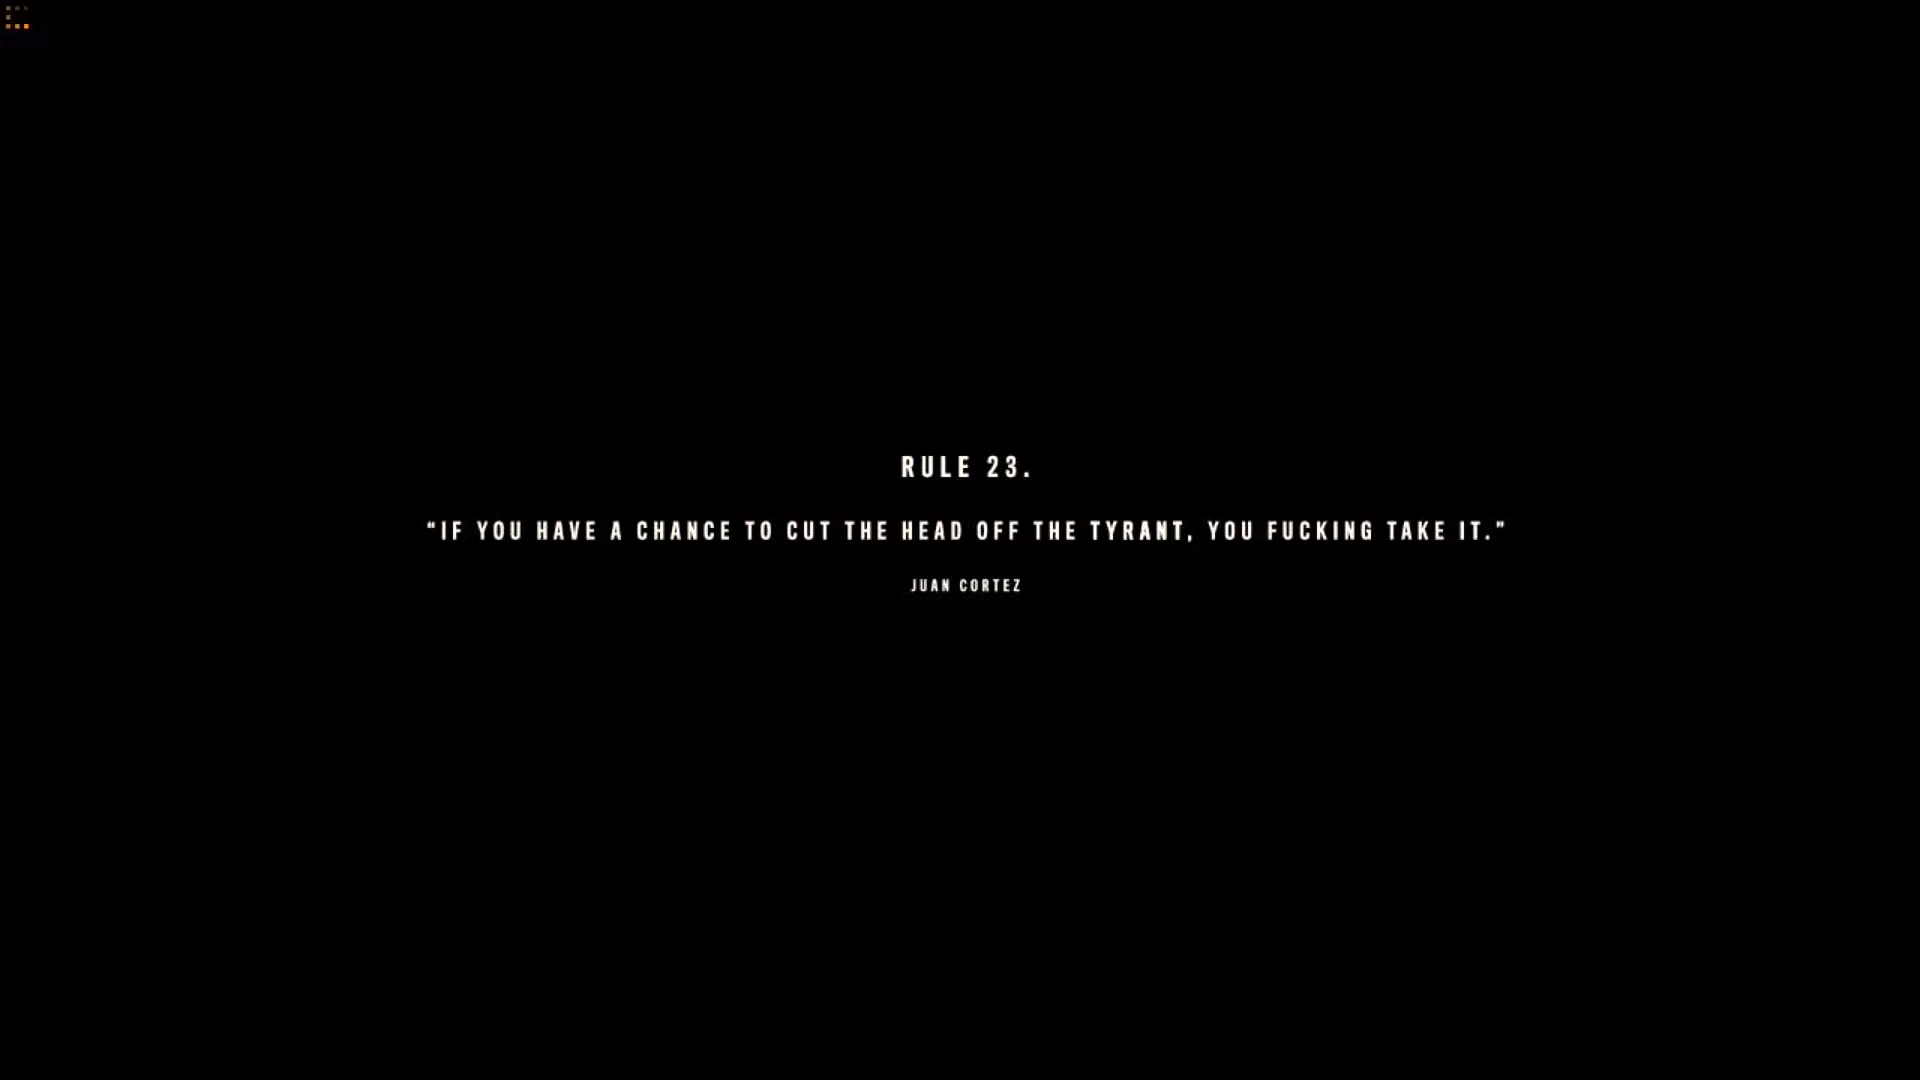 RULE 23.
“IF YOU HAVE A CHANCE TO CUT THE HEAD OFF THE TYRANT, YOU FUCKING TAKE IT.”
JUAN CORTEZ